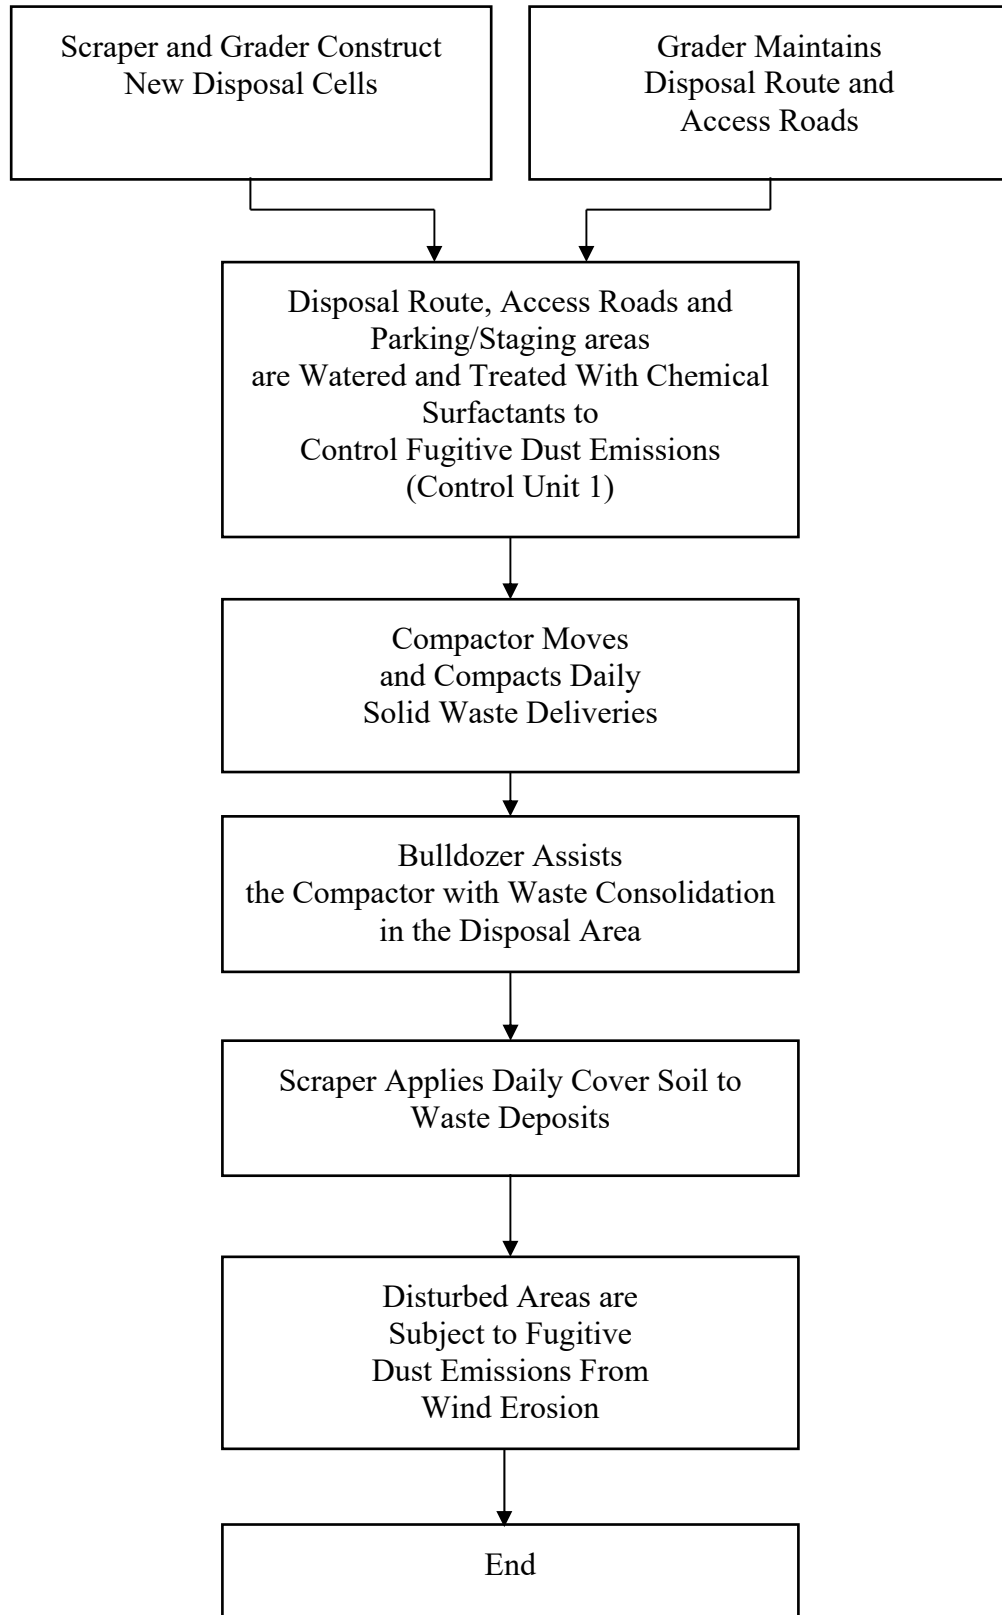 Scraper and Grader Construct
New Disposal Cells
Grader Maintains
Disposal Route and
Access Roads
Disposal Route, Access Roads and
Parking/Staging areas
are Watered and Treated With Chemical
Surfactants to
Control Fugitive Dust Emissions
(Control Unit 1)
Compactor Moves
and Compacts Daily
Solid Waste Deliveries
Bulldozer Assists
the Compactor with Waste Consolidation
in the Disposal Area
Scraper Applies Daily Cover Soil to
Waste Deposits
Disturbed Areas are
Subject to Fugitive
Dust Emissions From
Wind Erosion
End